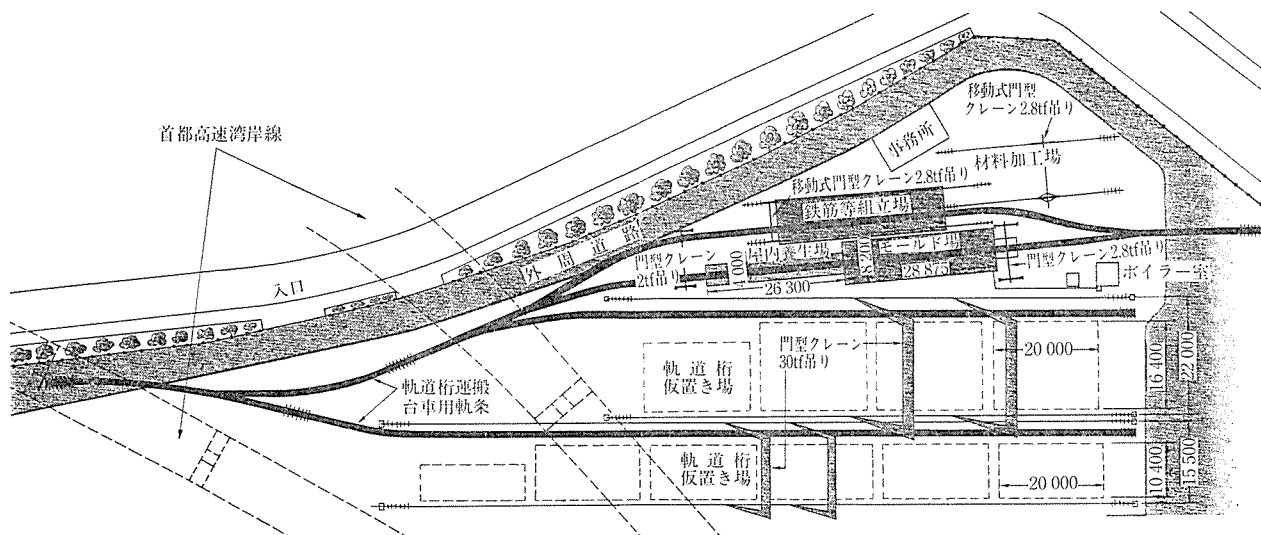 移動式門型
クレーン2.8tf吊り
首都高速湾岸線
事務所
材料加工場
移動式門型クレーン2.8tf吊り
鉄筋等組立場
外周道路
門型クレーン
2tf吊り
屋内養生場
モールド場
8 200
28 875
26 300
門型クレーン2.8tf吊り
ボイラー室
入口
門型クレーン
30tf吊り
20 000
16 400
22 000
軌道桁
仮置き場
軌道桁運搬
台車用軌条
軌道桁
仮置き場
20 000
10 400
15 500